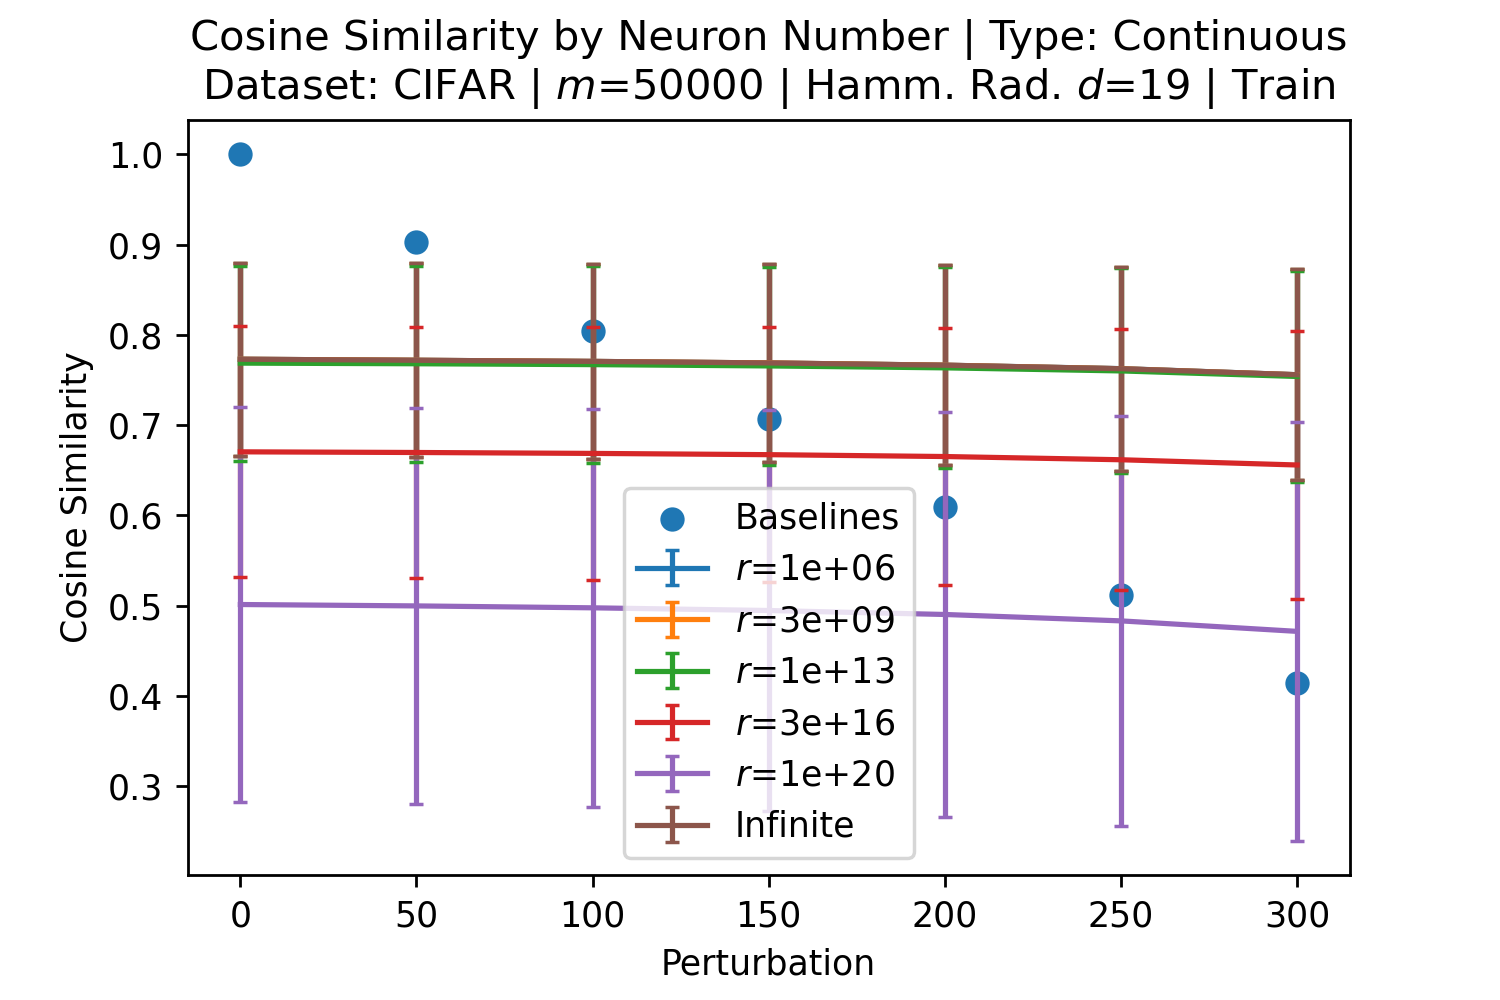 Cosine Similarity by Neuron Number | Type: Continuous
Dataset: CIFAR | m=50000 | Hamm. Rad. d=19 | Train
1.0
0.9
0.8
0.7
0.6
0.5
0.4
0.3
Cosine Similarity
Baselines
r=1e+06
r=3e+09
r=1e+13
r=3e+16
r=1e+20
Infinite
0 50 100 150 200 250 300
Perturbation